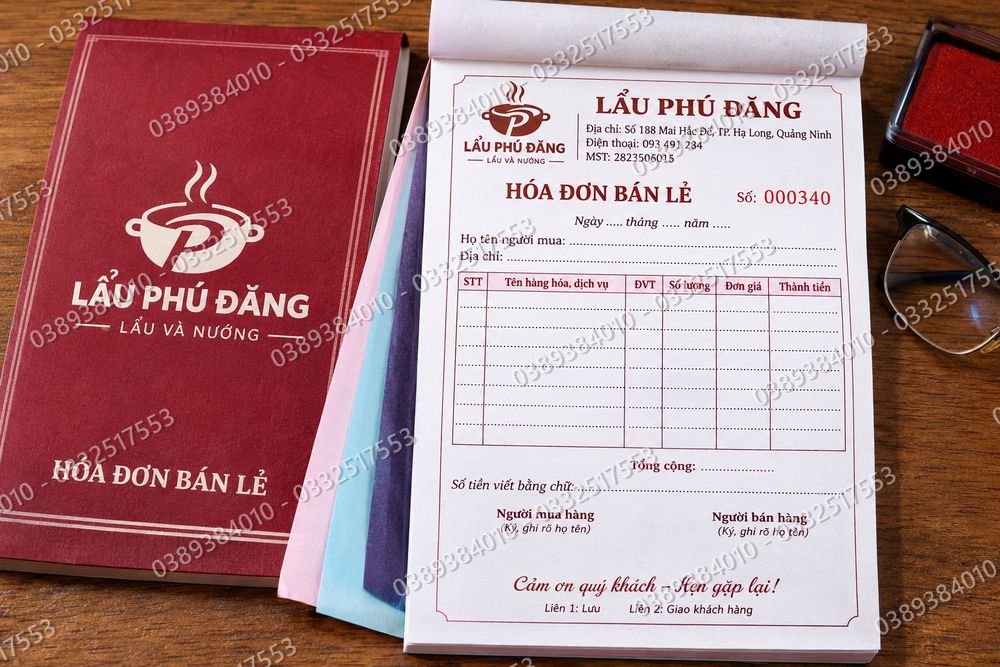 LẨU PHÚ ĐĂNG
LẨU VÀ NƯỚNG
HÓA ĐƠN BÁN LẺ
LẨU PHÚ ĐĂNG
LẨU VÀ NƯỚNG
LẨU PHÚ ĐĂNG
Địa chỉ: Số 188 Mai Hắc Đế, TP. Hạ Long, Quảng Ninh
Điện thoại: 093 491 284
MST: 2823506015
HÓA ĐƠN BÁN LẺ
Số: 000340
Ngày ..... tháng ..... năm .....
Họ tên người mua:
Địa chỉ:
STT Tên hàng hóa, dịch vụ ĐVT Số lượng Đơn giá Thành tiền
Tổng cộng:
Số tiền viết bằng chữ:
Người mua hàng Người bán hàng
(Ký, ghi rõ họ tên) (Ký, ghi rõ họ tên)
Cảm ơn quý khách – Hẹn gặp lại!
Liên 1: Lưu Liên 2: Giao khách hàng
0389384010 - 0332517553